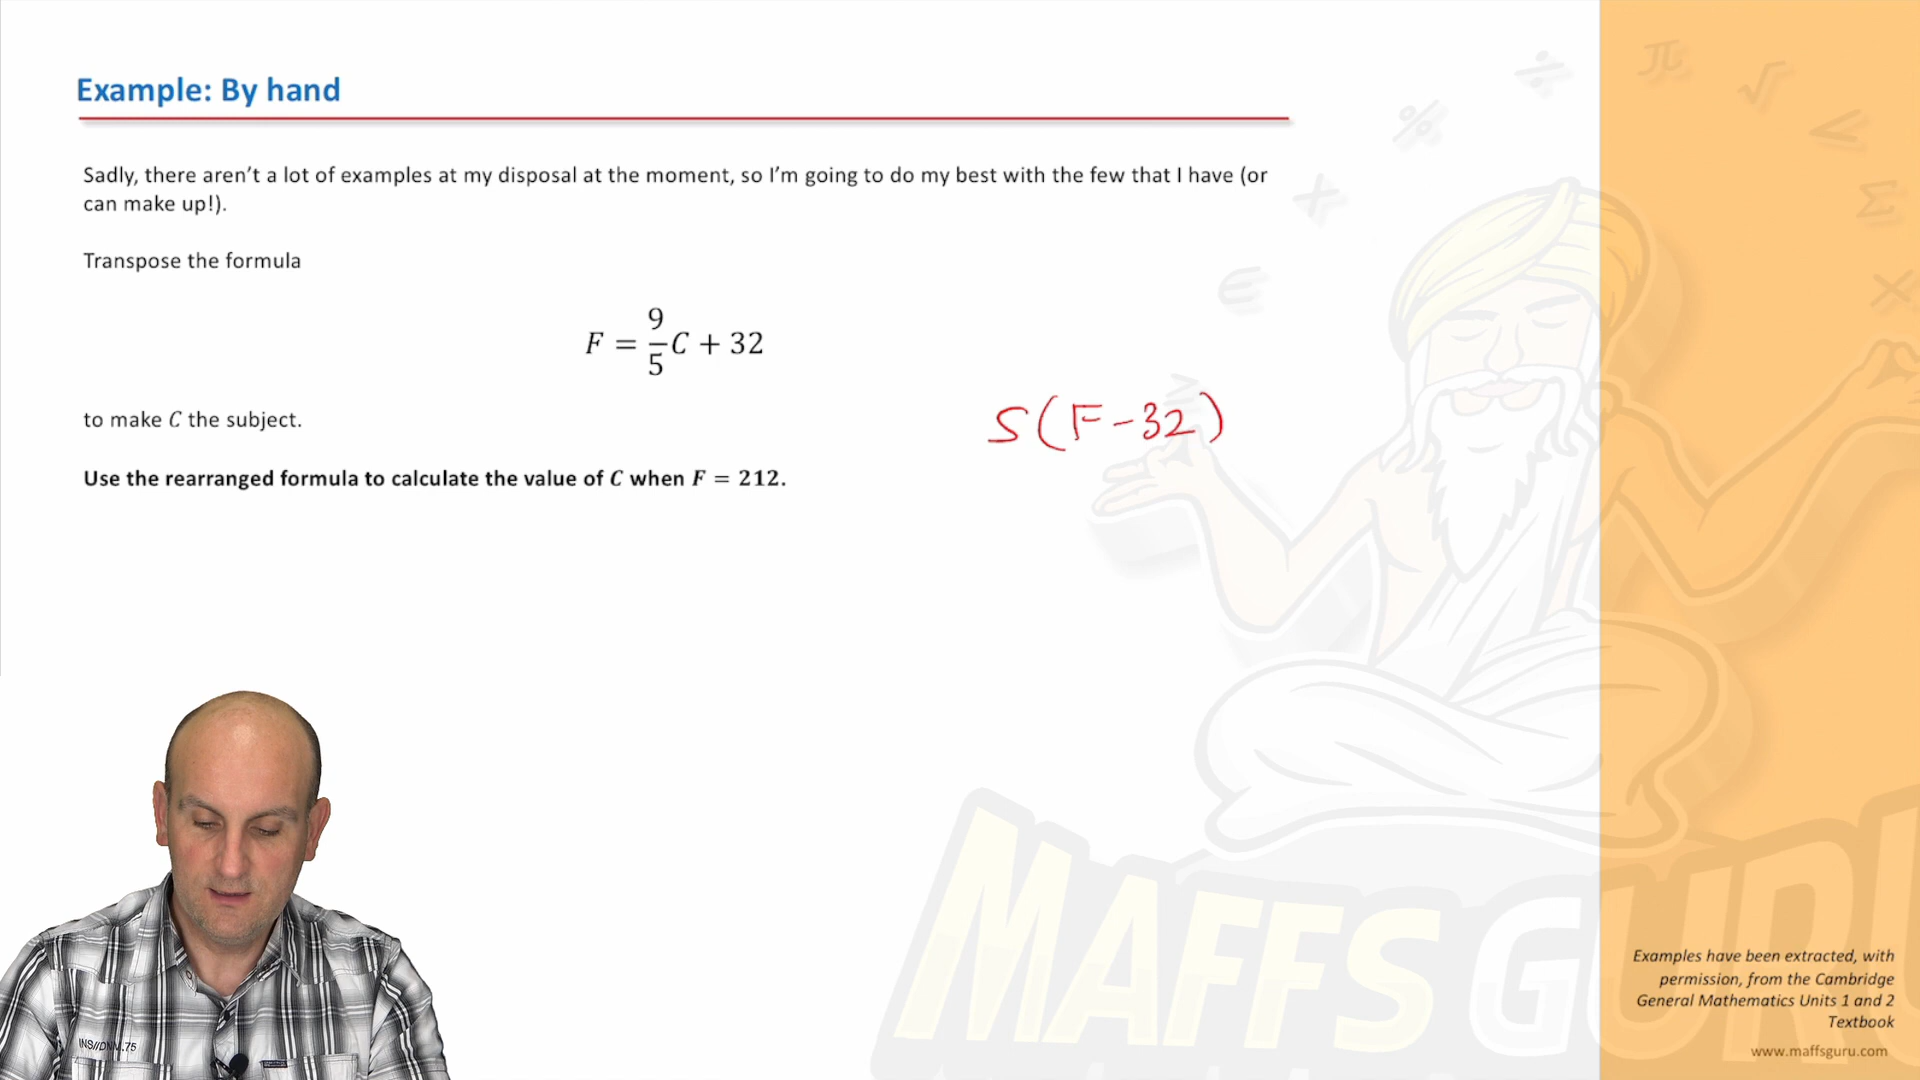 Example: By hand
Sadly, there aren't a lot of examples at my disposal at the moment, so I'm going to do my best with the few that I have (or
can make up!).
Transpose the formula
F = 9/5 C + 32
5(F-32)
to make C the subject.
Use the rearranged formula to calculate the value of C when F = 212.
MAFFS GURU
INS//DNM.75
Examples have been extracted, with
permission, from the Cambridge
General Mathematics Units 1 and 2
Textbook
www.maffsguru.com